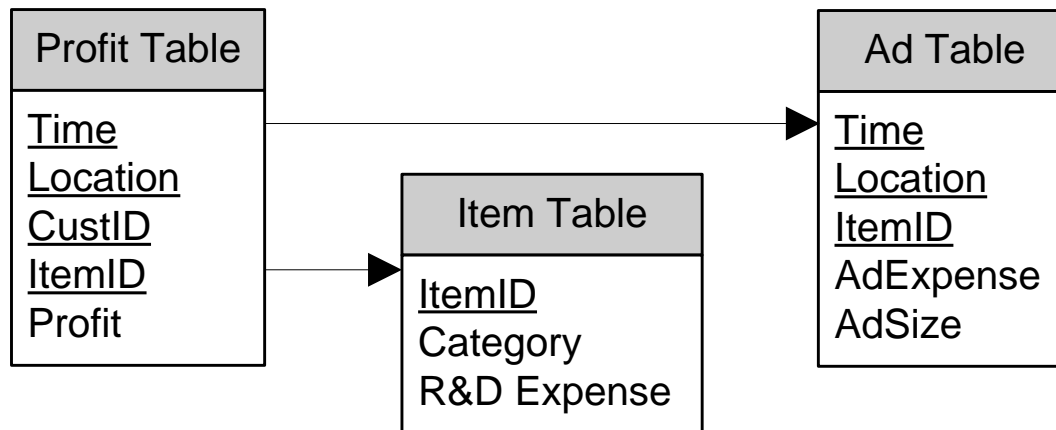 Profit Table
Time
Location
CustID
ItemID
Profit
Item Table
ItemID
Category
R&D Expense
Ad Table
Time
Location
ItemID
AdExpense
AdSize